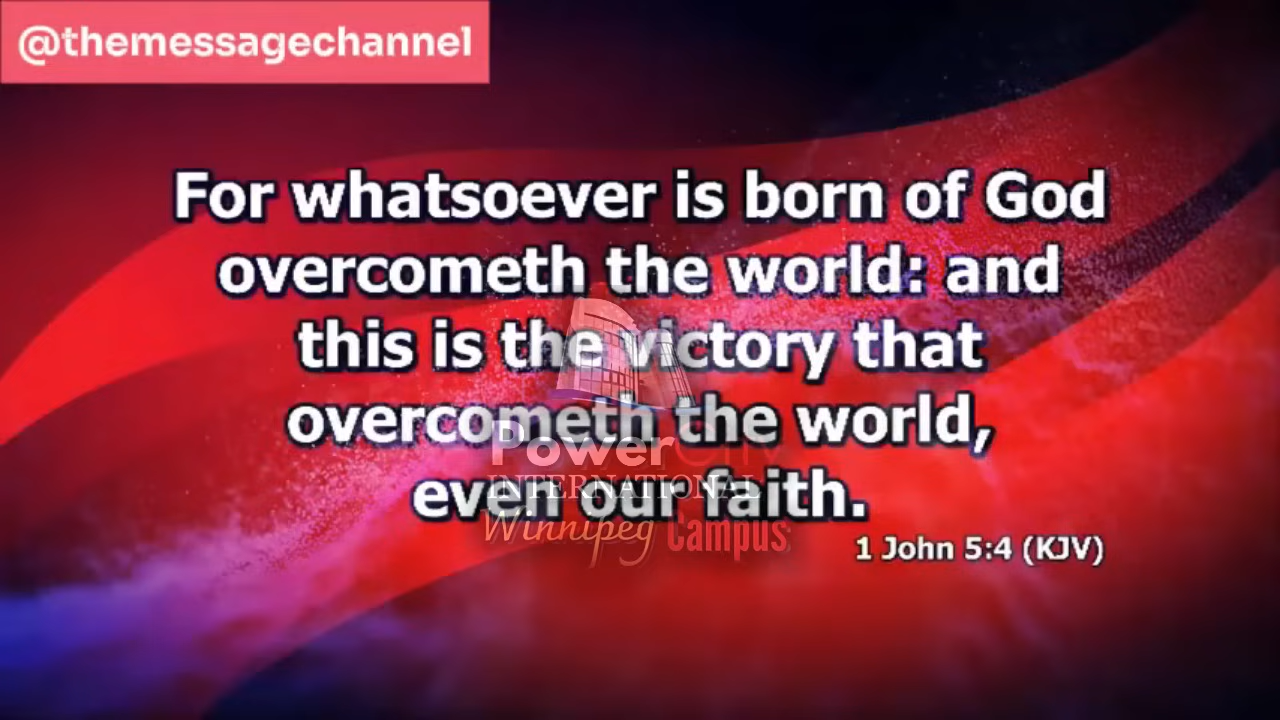 @themessagechannel
For whatsoever is born of God
overcometh the world: and
this is the victory that
overcometh the world,
even our faith.
1 John 5:4 (KJV)
PowerCity
INTERNATIONAL
Winnipeg Campus